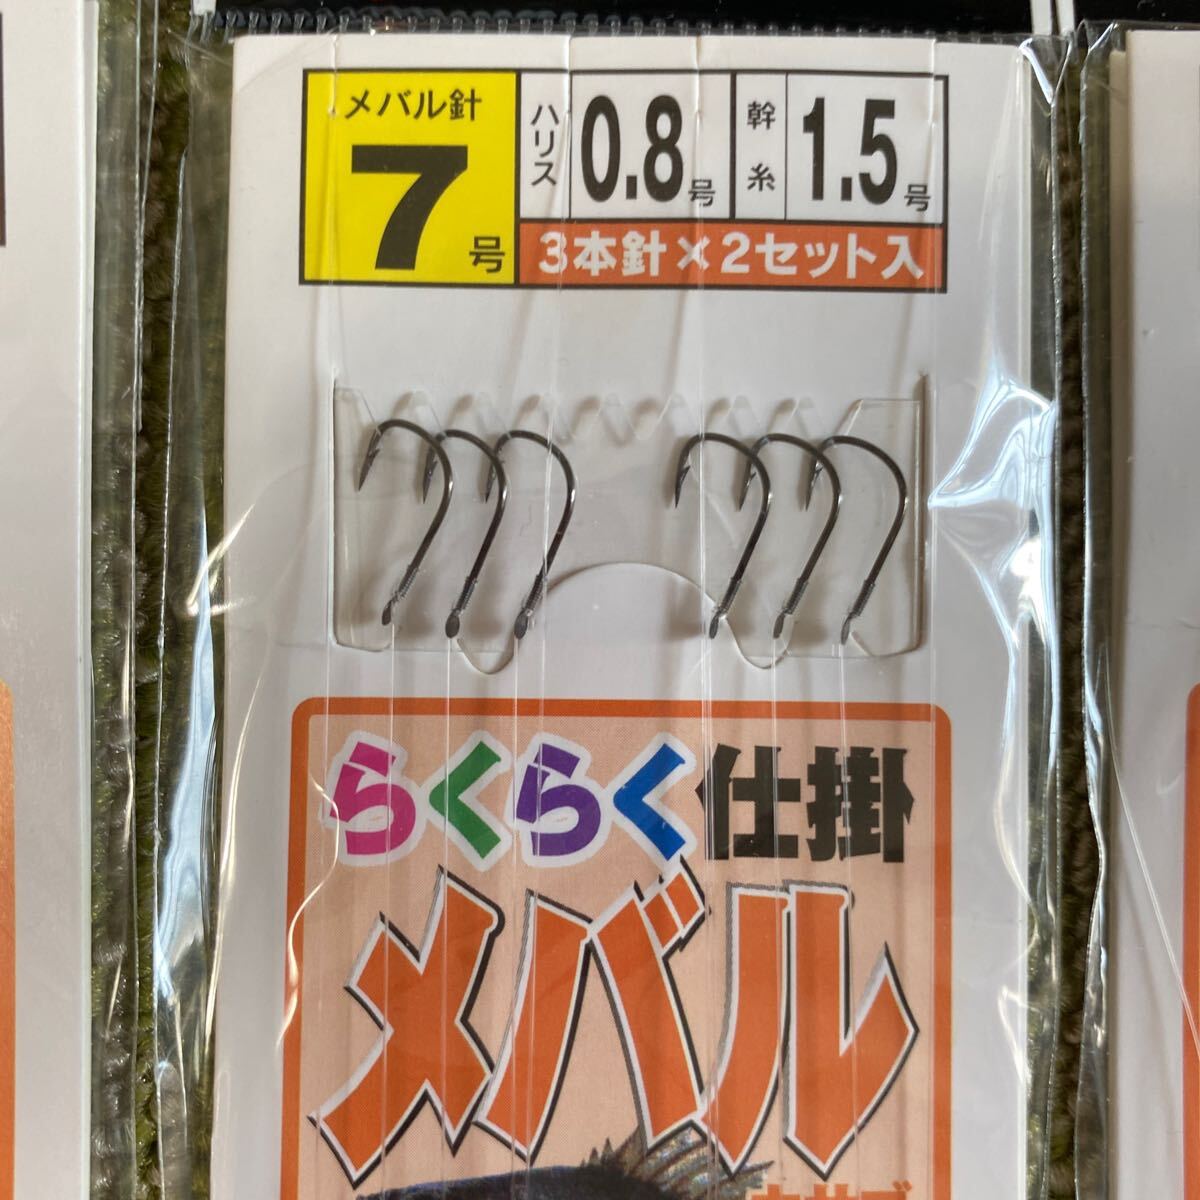 メバル針
7号
ハリス
0.8号
幹糸
1.5号
3本針×2セット入
らくらく仕掛
メバル